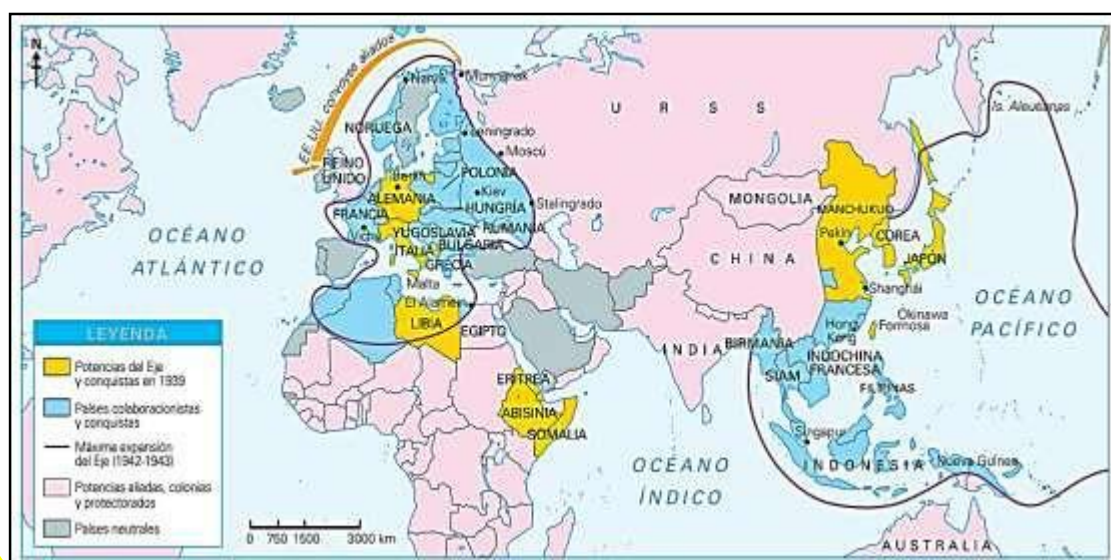 N
EE UU, convoyes aliados
Narvik
Murmansk
U R S S
Is. Aleutianas
NORUEGA
Leningrado
Moscú
REINO
UNIDO
Berlín
POLONIA
ALEMANIA
Kiev
HUNGRÍA
Stalingrado
FRANCIA
Vichy
YUGOSLAVIA
RUMANIA
ITALIA
BULGARIA
GRECIA
MONGOLIA
MANCHUKUO
Pekín
COREA
JAPÓN
C H I N A
OCÉANO
ATLÁNTICO
Malta
El Alamein
LIBIA
EGIPTO
Shanghái
Okinawa
Formosa
OCÉANO
PACÍFICO
Hong
Kong
INDIA
BIRMANIA
INDOCHINA
FRANCESA
SIAM
FILIPINAS
ERITREA
ABISINIA
SOMALIA
Singapur
INDONESIA
Nueva Guinea
OCÉANO
ÍNDICO
AUSTRALIA
LEYENDA
Potencias del Eje
y conquistas en 1939
Países colaboracionistas
y conquistas
Máxima expansión
del Eje (1942-1943)
Potencias aliadas, colonias
y protectorados
Países neutrales
0 750 1500 3000 km